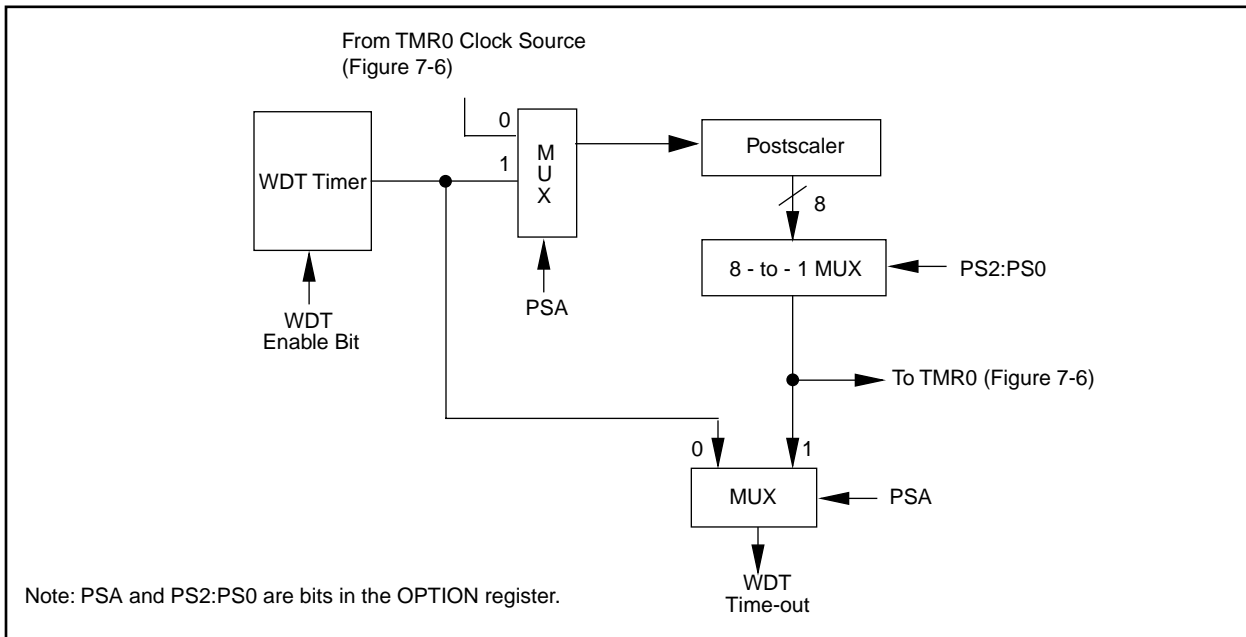 From TMR0 Clock Source
(Figure 7-6)
0
1
M
U
X
WDT Timer
Postscaler
8
8 - to - 1 MUX
PS2:PS0
PSA
WDT
Enable Bit
To TMR0 (Figure 7-6)
0
1
MUX
PSA
WDT
Time-out
Note: PSA and PS2:PS0 are bits in the OPTION register.